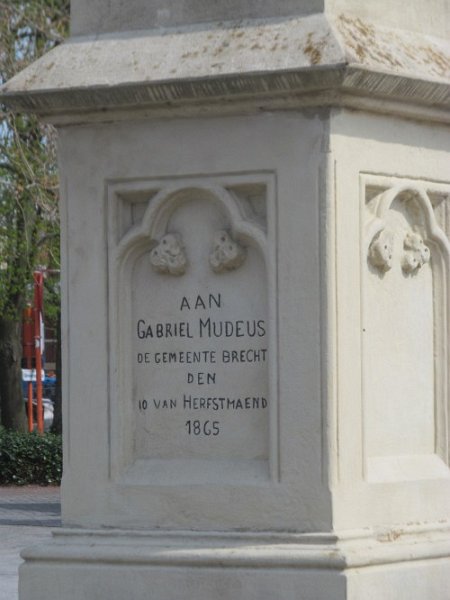 AAN
GABRIEL MUDEUS
DE GEMEENTE BRECHT
DEN
10 VAN HERFSTMAEND
1865